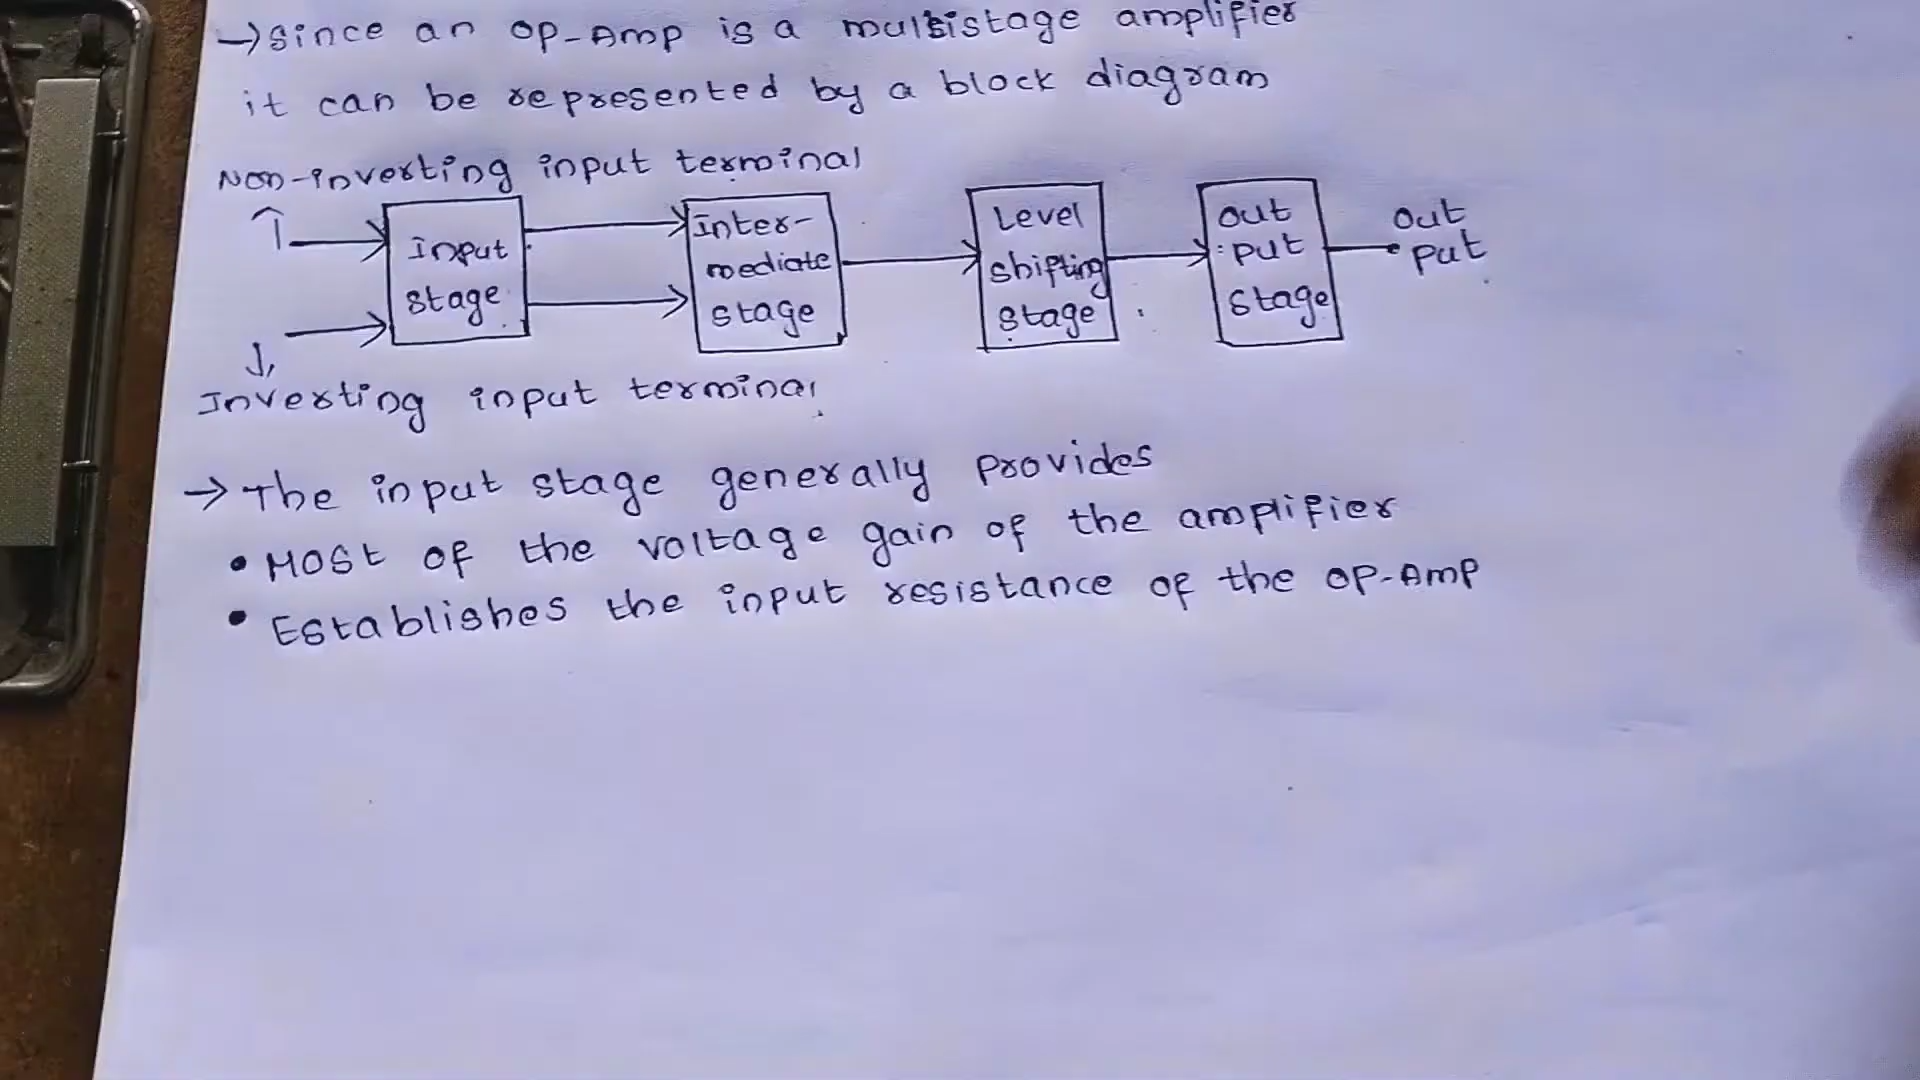 → since an op-Amp is a multistage amplifier
it can be represented by a block diagram
Non-inverting input terminal
Input
stage
Inter-
mediate
stage
Level
shifting
stage
out
put
stage
out
put
Inverting input terminal
→ The input stage generally provides
• Most of the voltage gain of the amplifier
• Establishes the input resistance of the op-Amp